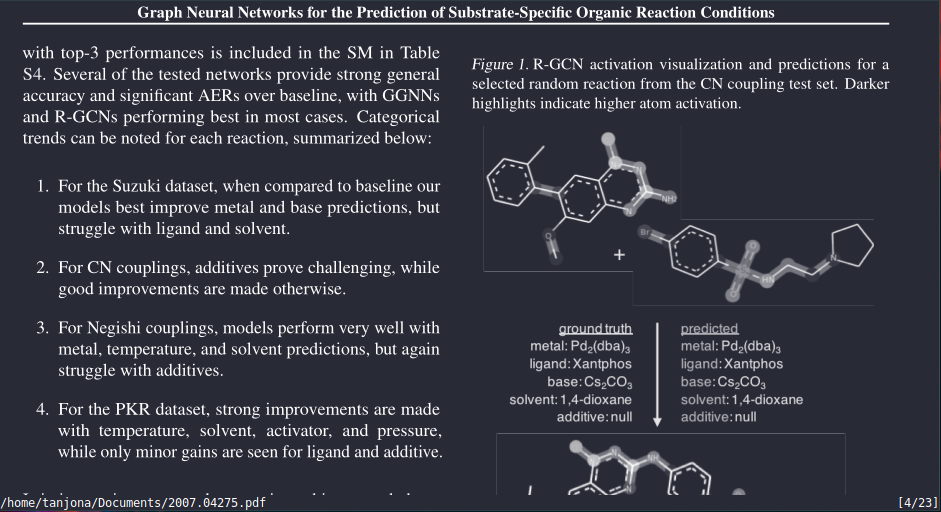 Graph Neural Networks for the Prediction of Substrate-Specific Organic Reaction Conditions
with top-3 performances is included in the SM in Table
S4. Several of the tested networks provide strong general
accuracy and significant AERs over baseline, with GGNNs
and R-GCNs performing best in most cases. Categorical
trends can be noted for each reaction, summarized below:
1. For the Suzuki dataset, when compared to baseline our
models best improve metal and base predictions, but
struggle with ligand and solvent.
2. For CN couplings, additives prove challenging, while
good improvements are made otherwise.
3. For Negishi couplings, models perform very well with
metal, temperature, and solvent predictions, but again
struggle with additives.
4. For the PKR dataset, strong improvements are made
with temperature, solvent, activator, and pressure,
while only minor gains are seen for ligand and additive.
Figure 1. R-GCN activation visualization and predictions for a
selected random reaction from the CN coupling test set. Darker
highlights indicate higher atom activation.
N
NH₂
N
O
+
Br
O
O
HN
N
ground truth
metal: Pd₂(dba)₃
ligand: Xantphos
base: Cs₂CO₃
solvent: 1,4-dioxane
additive: null
predicted
metal: Pd₂(dba)₃
ligand: Xantphos
base: Cs₂CO₃
solvent: 1,4-dioxane
additive: null
N
NH
N
/home/tanjona/Documents/2007.04275.pdf
[4/23]